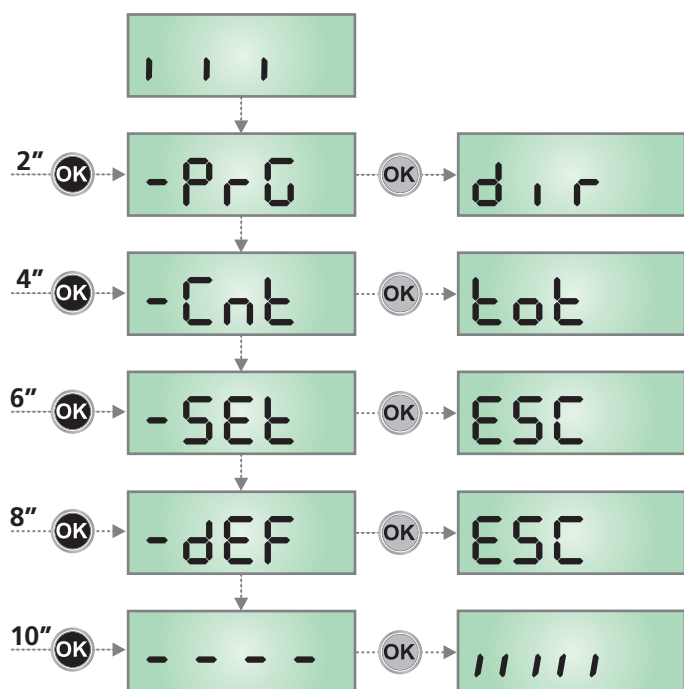 ı ı ı
2" OK -PrG OK dir
4" OK -Cnt OK tot
6" OK -SEt OK ESC
8" OK -dEF OK ESC
10" OK - - - - OK ııııı